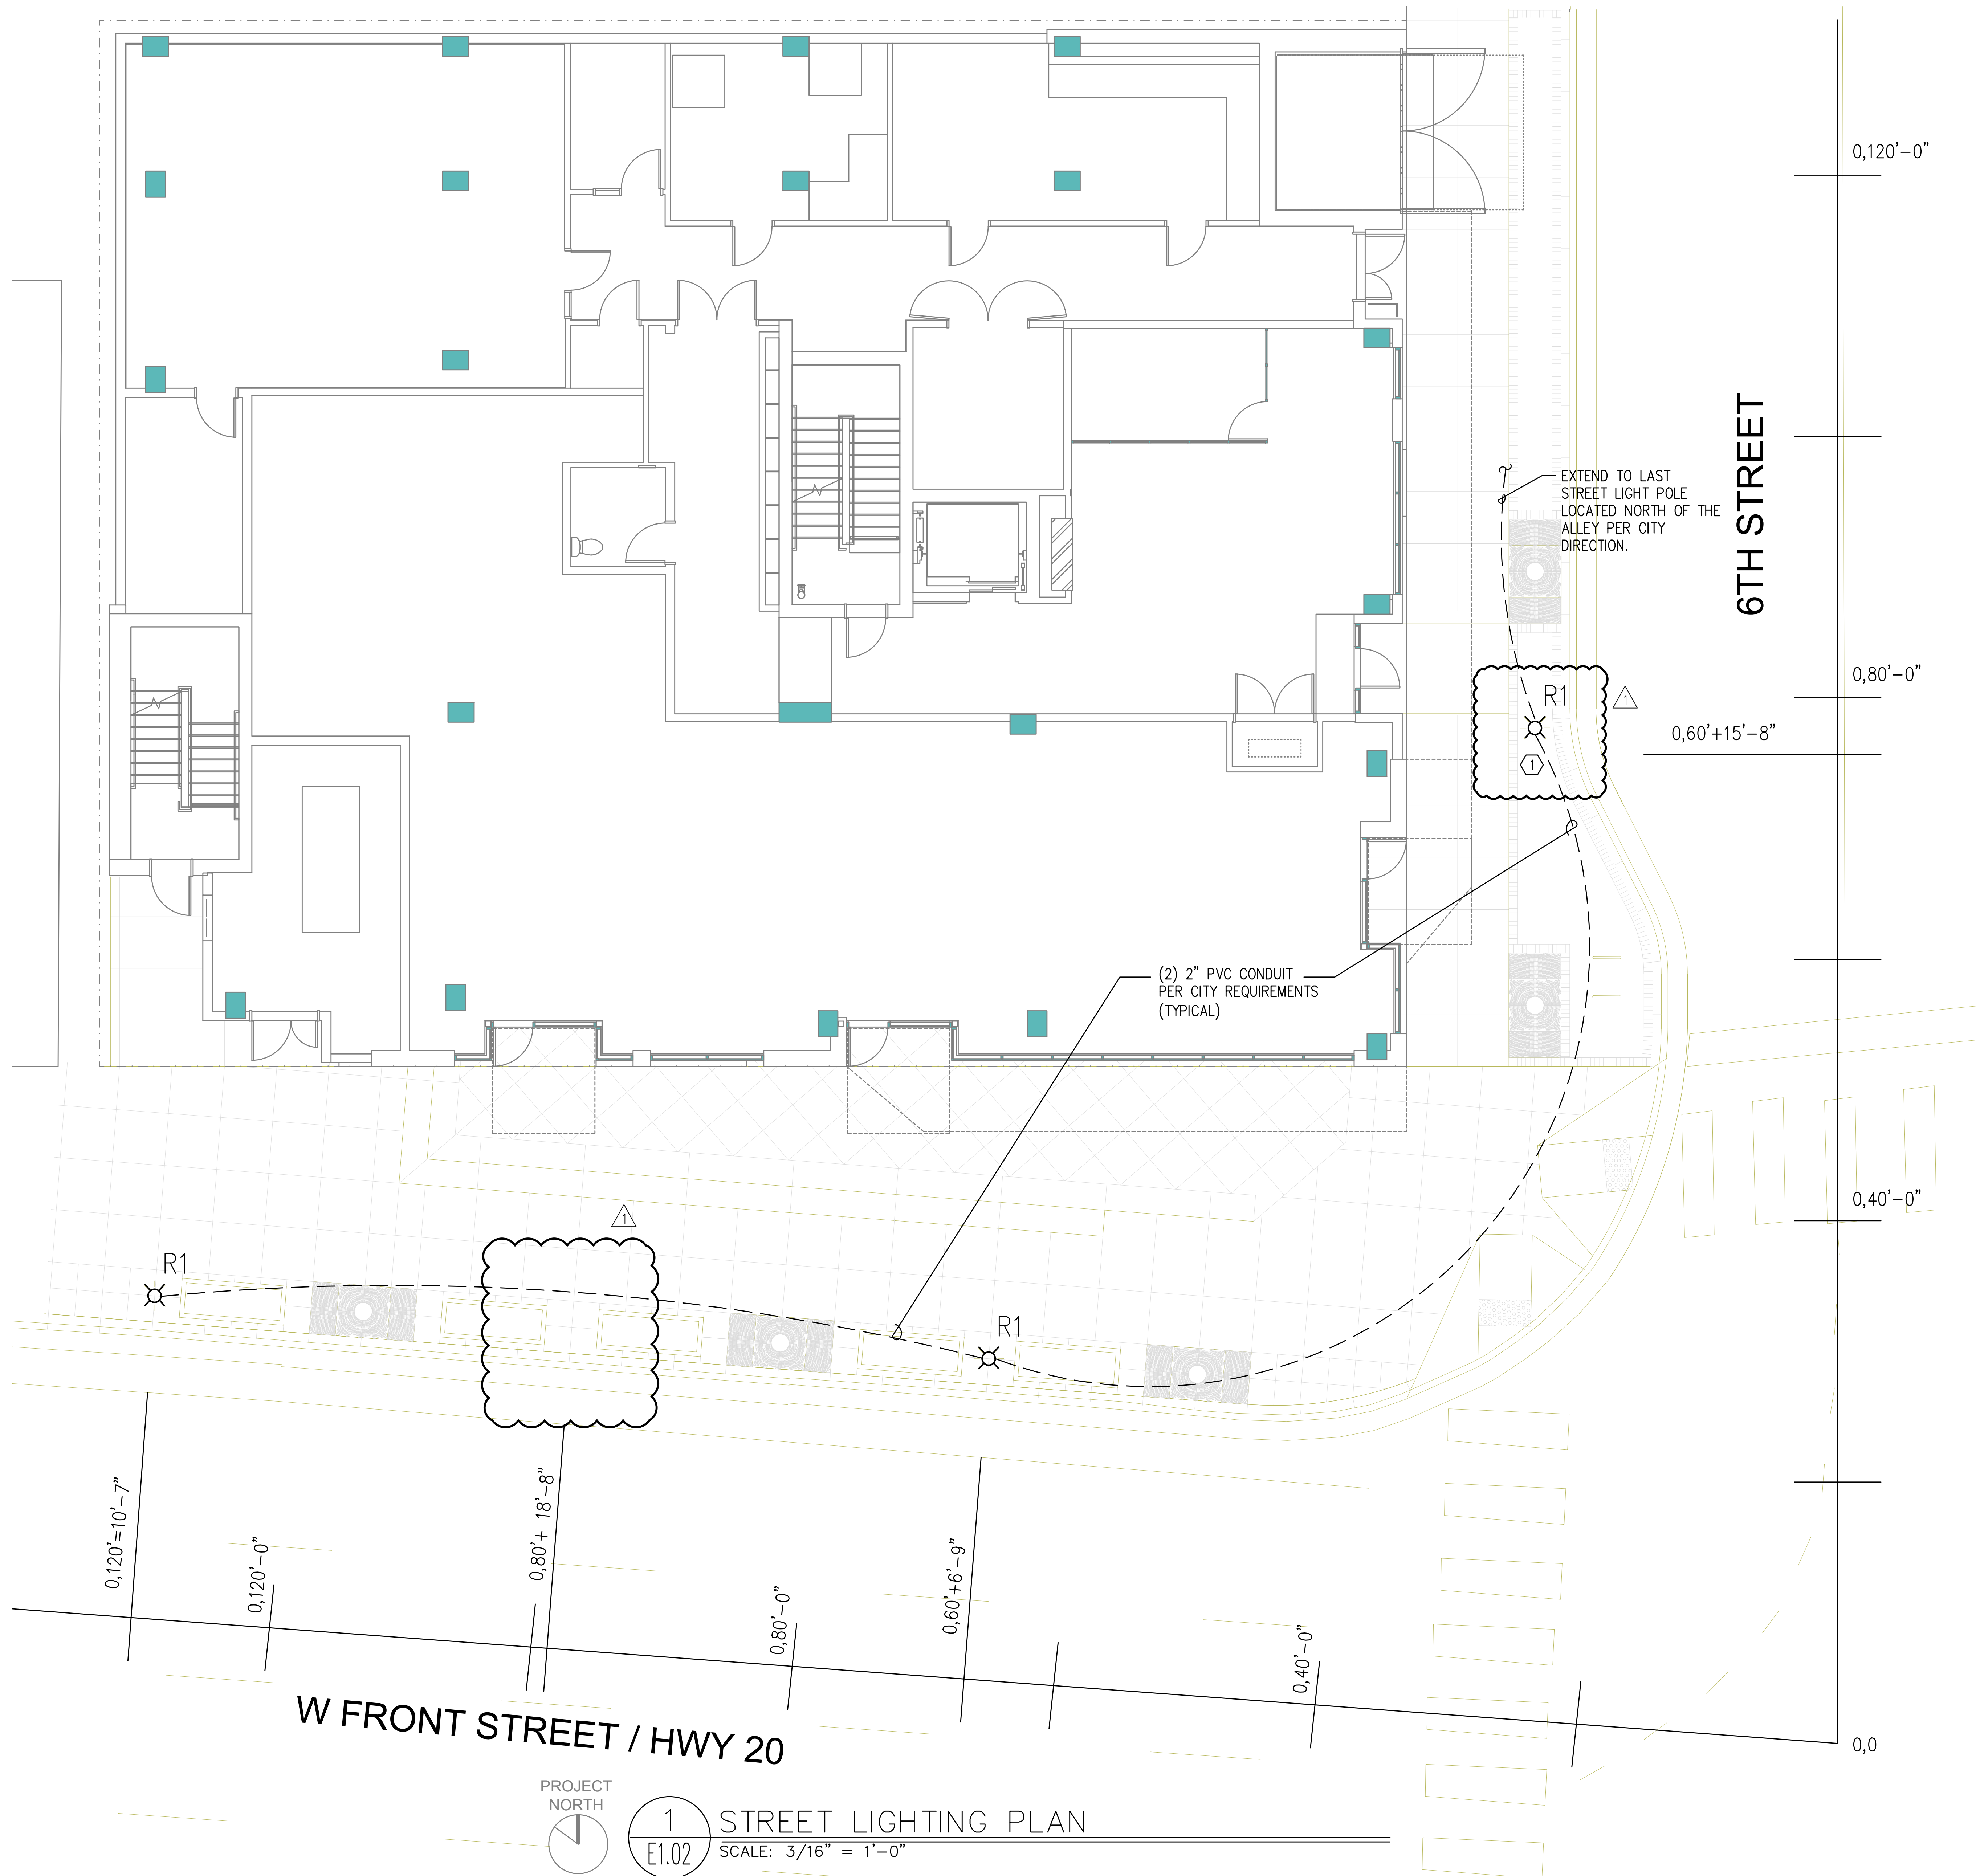 0,120'-0"
6TH STREET
EXTEND TO LAST
STREET LIGHT POLE
LOCATED NORTH OF THE
ALLEY PER CITY
DIRECTION.
0,80'-0"
R1
1
0,60'+15'-8"
1
(2) 2" PVC CONDUIT
PER CITY REQUIREMENTS
(TYPICAL)
0,40'-0"
1
R1
R1
0,120'=10'-7"
0,120'-0"
0,80'+ 18'-8"
0,80'-0"
0,60'+6'-9"
0,40'-0"
0,0
W FRONT STREET / HWY 20
PROJECT
NORTH
1
E1.02
STREET LIGHTING PLAN
SCALE: 3/16" = 1'-0"